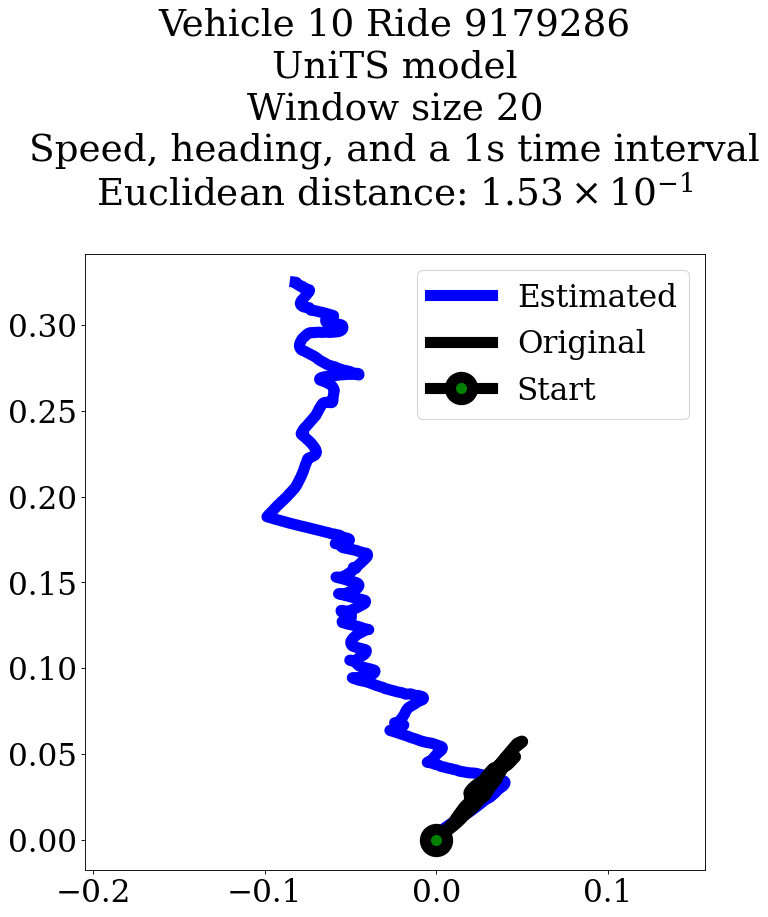 Vehicle 10 Ride 9179286
UniTS model
Window size 20
Speed, heading, and a 1s time interval
Euclidean distance: 1.53 × 10⁻¹
Estimated
Original
Start
0.30
0.25
0.20
0.15
0.10
0.05
0.00
−0.2
−0.1
0.0
0.1